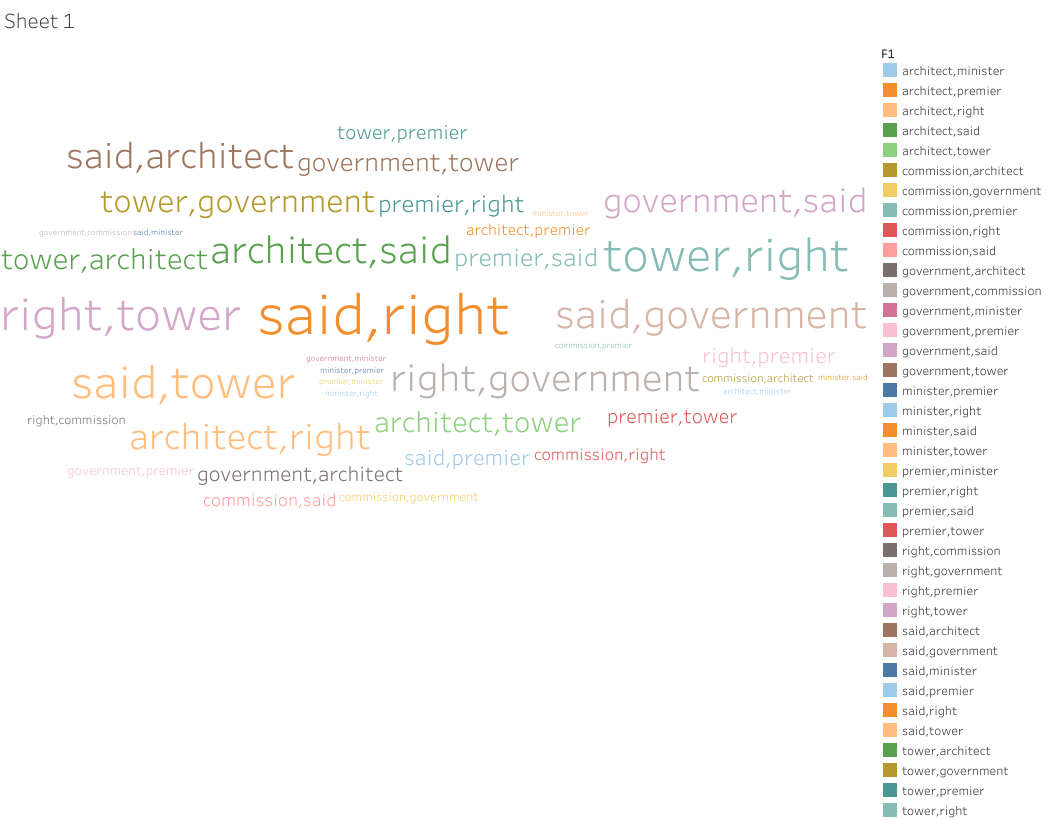 Sheet 1
tower,premier
said,architect
government,tower
tower,government
premier,right
minister,tower
government,said
government,commission
said,minister
architect,premier
tower,architect
architect,said
premier,said
tower,right
right,tower
said,right
said,government
commission,premier
government,minister
right,premier
said,tower
minister,premier
premier,minister
minister,right
right,government
commission,architect
minister,said
architect,minister
right,commission
architect,right
architect,tower
premier,tower
government,premier
government,architect
said,premier
commission,right
commission,said
commission,government
F1
architect,minister
architect,premier
architect,right
architect,said
architect,tower
commission,architect
commission,government
commission,premier
commission,right
commission,said
government,architect
government,commission
government,minister
government,premier
government,said
government,tower
minister,premier
minister,right
minister,said
minister,tower
premier,minister
premier,right
premier,said
premier,tower
right,commission
right,government
right,premier
right,tower
said,architect
said,government
said,minister
said,premier
said,right
said,tower
tower,architect
tower,government
tower,premier
tower,right